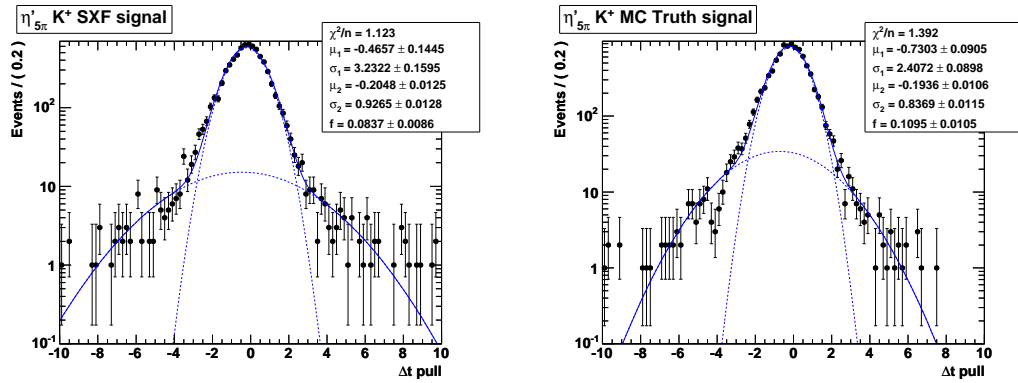 η'5π K+ SXF signal
χ2/n = 1.123
μ1 = -0.4657 ± 0.1445
σ1 = 3.2322 ± 0.1595
μ2 = -0.2048 ± 0.0125
σ2 = 0.9265 ± 0.0128
f = 0.0837 ± 0.0086
Events / ( 0.2 )
10^2
10
1
10^-1
-10 -8 -6 -4 -2 0 2 4 6 8 10
Δt pull
η'5π K+ MC Truth signal
χ2/n = 1.392
μ1 = -0.7303 ± 0.0905
σ1 = 2.4072 ± 0.0898
μ2 = -0.1936 ± 0.0106
σ2 = 0.8369 ± 0.0115
f = 0.1095 ± 0.0105
Events / ( 0.2 )
10^2
10
1
10^-1
-10 -8 -6 -4 -2 0 2 4 6 8 10
Δt pull